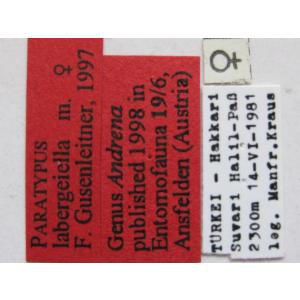 PARATYPUS ♀
labergeiella m.
F. Gusenleitner, 1997
Genus Andrena
published 1998 in
Entomofauna 19/6,
Ansfelden (Austria)
♀
TÜRKEI - Hakkari
Suvari Halil-Paß
2300m 14-VI-1981
leg. Manfr.Kraus